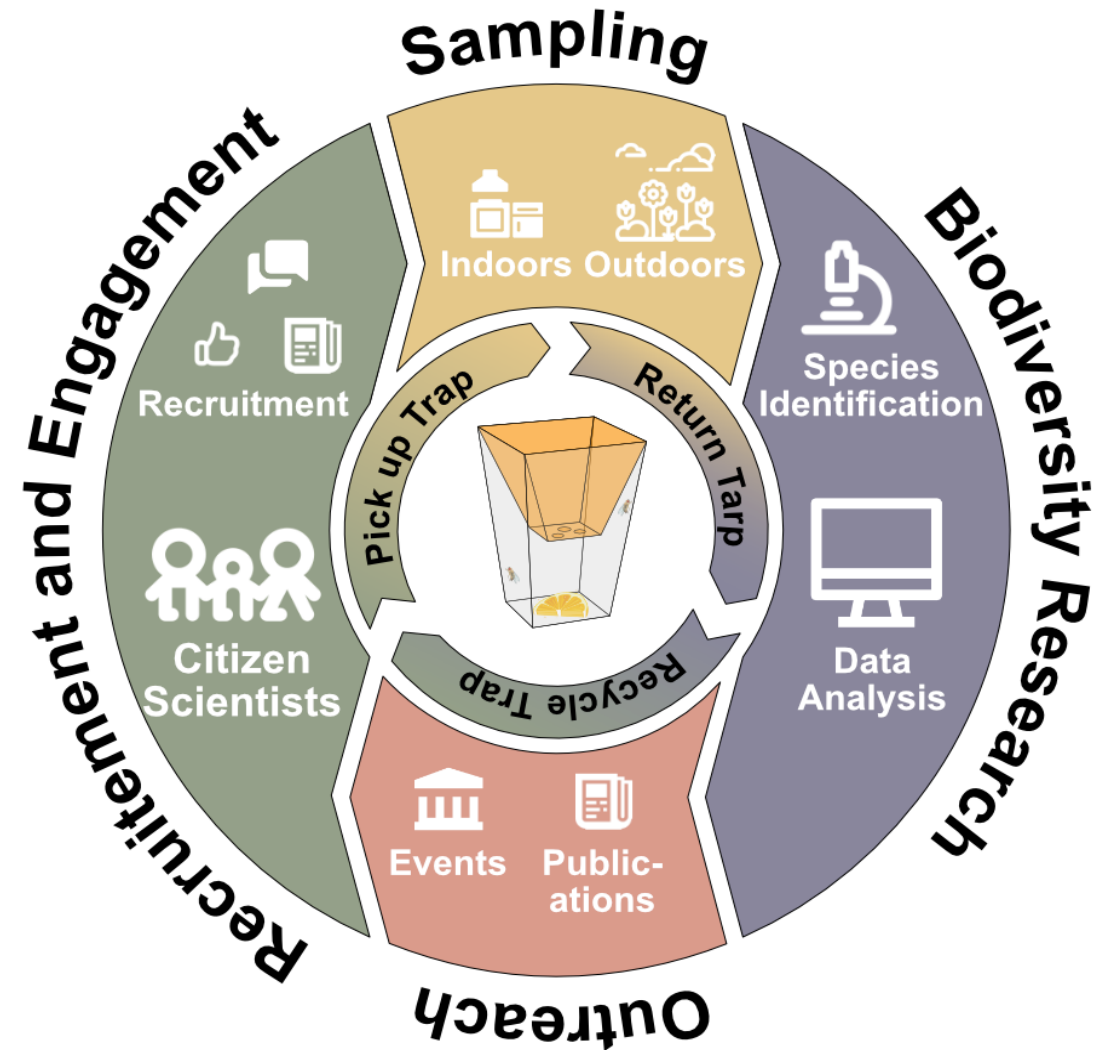 Sampling
Recruitement and Engagement
Biodiversity Research
Outreach
Indoors
Outdoors
Recruitment
Citizen
Scientists
Species
Identification
Data
Analysis
Events
Public-
ations
Pick up Trap
Return Tarp
Recycle Trap